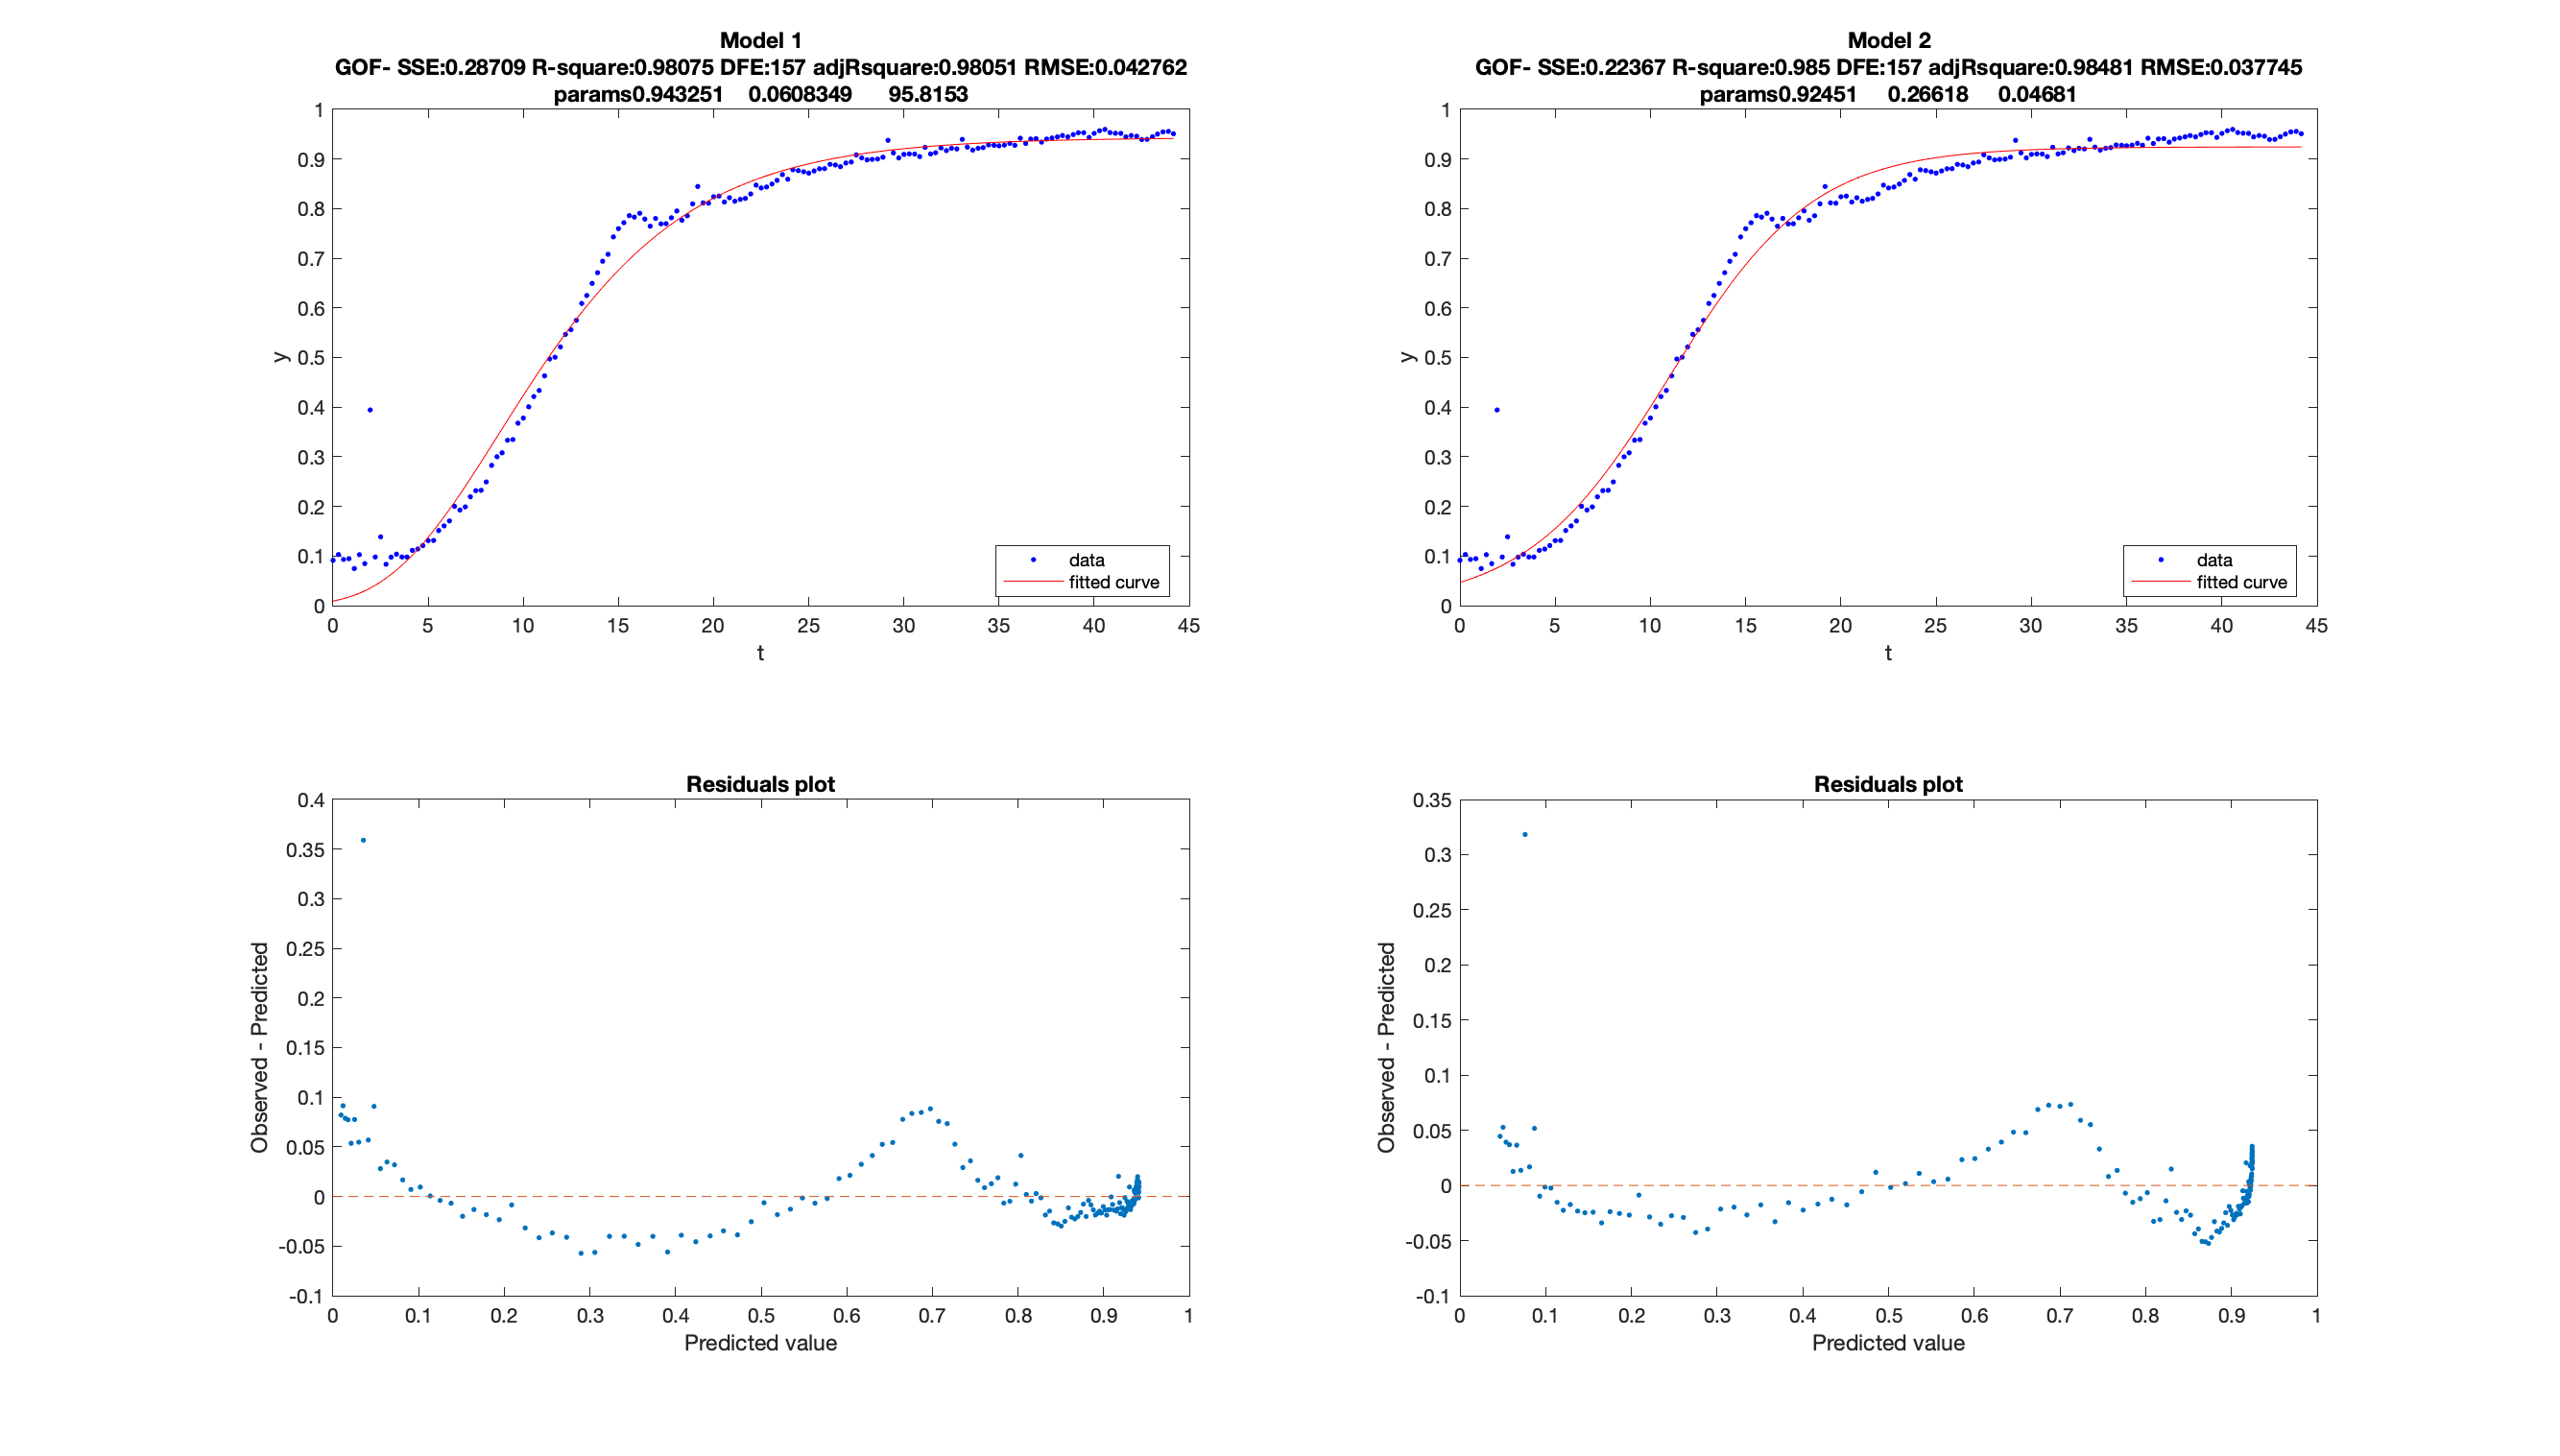 Model 1
GOF- SSE:0.28709 R-square:0.98075 DFE:157 adjRsquare:0.98051 RMSE:0.042762
params0.943251 0.0608349 95.8153
1
0.9
0.8
0.7
0.6
0.5
0.4
0.3
0.2
0.1
0
y
data
fitted curve
0 5 10 15 20 25 30 35 40 45
t
Model 2
GOF- SSE:0.22367 R-square:0.985 DFE:157 adjRsquare:0.98481 RMSE:0.037745
params0.92451 0.26618 0.04681
1
0.9
0.8
0.7
0.6
0.5
0.4
0.3
0.2
0.1
0
y
data
fitted curve
0 5 10 15 20 25 30 35 40 45
t
Residuals plot
0.4
0.35
0.3
0.25
0.2
0.15
0.1
0.05
0
-0.05
-0.1
Observed - Predicted
0 0.1 0.2 0.3 0.4 0.5 0.6 0.7 0.8 0.9 1
Predicted value
Residuals plot
0.35
0.3
0.25
0.2
0.15
0.1
0.05
0
-0.05
-0.1
Observed - Predicted
0 0.1 0.2 0.3 0.4 0.5 0.6 0.7 0.8 0.9 1
Predicted value